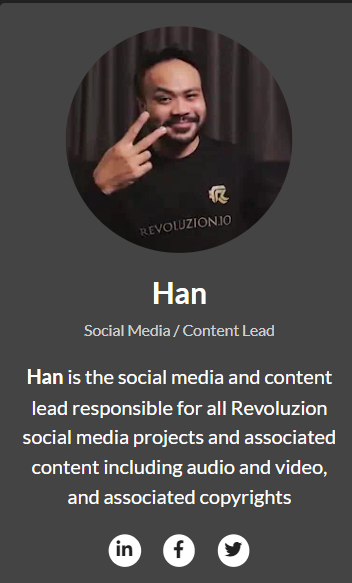 REVOLUZION.IO
Han
Social Media / Content Lead
Han is the social media and content
lead responsible for all Revoluzion
social media projects and associated
content including audio and video,
and associated copyrights
in
f